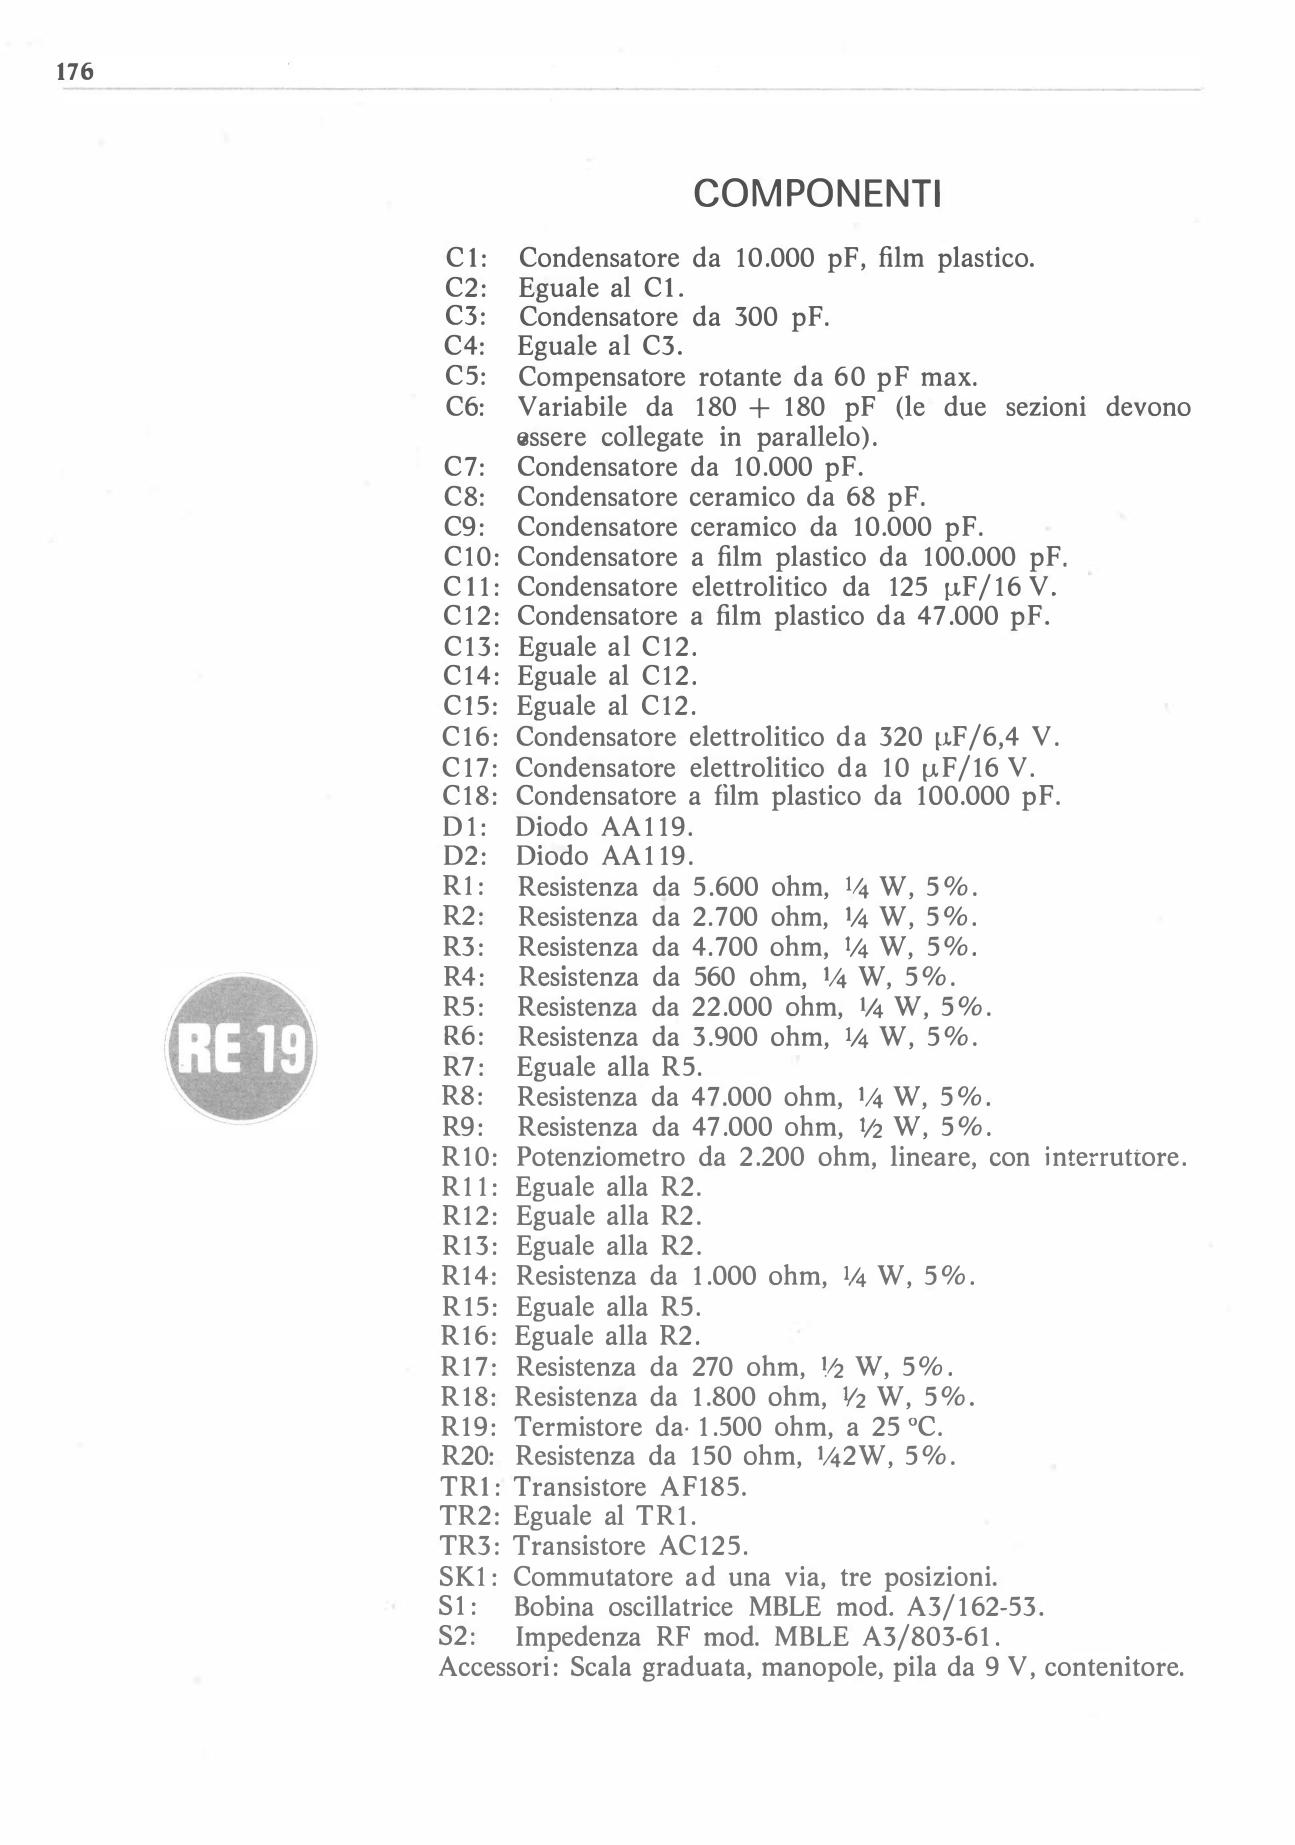 176
COMPONENTI
C1: Condensatore da 10.000 pF, film plastico.
C2: Eguale al C1.
C3: Condensatore da 300 pF.
C4: Eguale al C3.
C5: Compensatore rotante da 60 pF max.
C6: Variabile da 180 + 180 pF (le due sezioni devono
essere collegate in parallelo).
C7: Condensatore da 10.000 pF.
C8: Condensatore ceramico da 68 pF.
C9: Condensatore ceramico da 10.000 pF.
C10: Condensatore a film plastico da 100.000 pF.
C11: Condensatore elettrolitico da 125 µF/16 V.
C12: Condensatore a film plastico da 47.000 pF.
C13: Eguale al C12.
C14: Eguale al C12.
C15: Eguale al C12.
C16: Condensatore elettrolitico da 320 µF/6,4 V.
C17: Condensatore elettrolitico da 10 µF/16 V.
C18: Condensatore a film plastico da 100.000 pF.
D1: Diodo AA119.
D2: Diodo AA119.
R1: Resistenza da 5.600 ohm, ¼ W, 5%.
R2: Resistenza da 2.700 ohm, ¼ W, 5%.
R3: Resistenza da 4.700 ohm, ¼ W, 5%.
R4: Resistenza da 560 ohm, ¼ W, 5%.
R5: Resistenza da 22.000 ohm, ¼ W, 5%.
R6: Resistenza da 3.900 ohm, ¼ W, 5%.
R7: Eguale alla R5.
R8: Resistenza da 47.000 ohm, ¼ W, 5%.
R9: Resistenza da 47.000 ohm, ½ W, 5%.
R10: Potenziometro da 2.200 ohm, lineare, con interruttore.
R11: Eguale alla R2.
R12: Eguale alla R2.
R13: Eguale alla R2.
R14: Resistenza da 1.000 ohm, ¼ W, 5%.
R15: Eguale alla R5.
R16: Eguale alla R2.
R17: Resistenza da 270 ohm, ½ W, 5%.
R18: Resistenza da 1.800 ohm, ½ W, 5%.
R19: Termistore da 1.500 ohm, a 25 °C.
R20: Resistenza da 150 ohm, ¼2W, 5%.
TR1: Transistore AF185.
TR2: Eguale al TR1.
TR3: Transistore AC125.
SK1: Commutatore ad una via, tre posizioni.
S1: Bobina oscillatrice MBLE mod. A3/162-53.
S2: Impedenza RF mod. MBLE A3/803-61.
Accessori: Scala graduata, manopole, pila da 9 V, contenitore.
RE 19